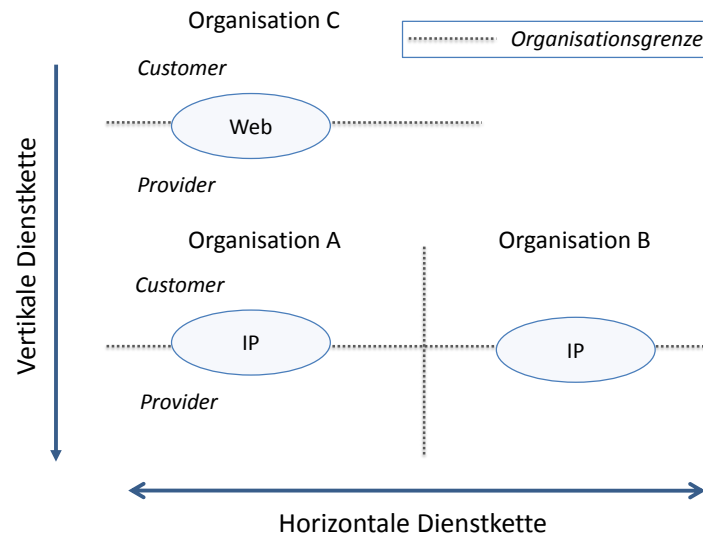 Organisation C
Organisationsgrenze
Customer
Web
Provider
Vertikale Dienstkette
Organisation A
Organisation B
Customer
IP
IP
Provider
Horizontale Dienstkette